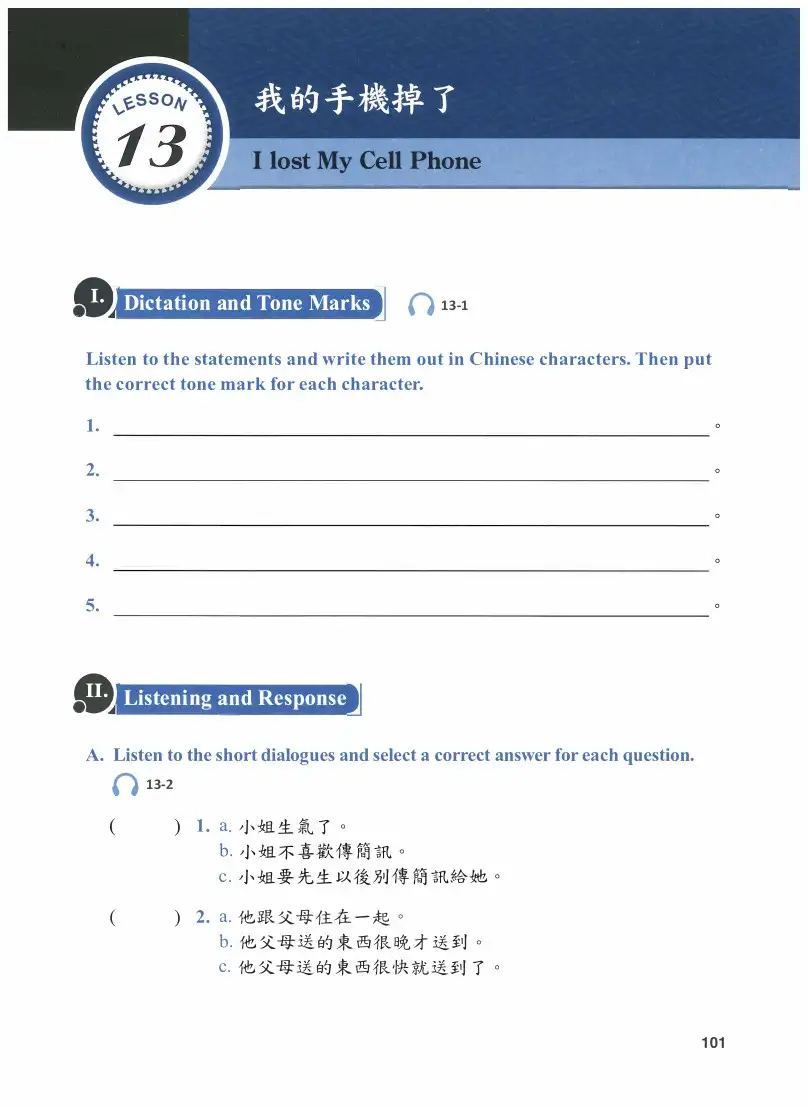 LESSON
13
我的手機掉了
I lost My Cell Phone
I. Dictation and Tone Marks 13-1
Listen to the statements and write them out in Chinese characters. Then put
the correct tone mark for each character.
1. 。
2. 。
3. 。
4. 。
5. 。
II. Listening and Response
A. Listen to the short dialogues and select a correct answer for each question.
13-2
( ) 1. a. 小姐生氣了。
b. 小姐不喜歡傳簡訊。
c. 小姐要先生以後別傳簡訊給她。
( ) 2. a. 他跟父母住在一起。
b. 他父母送的東西很晚才送到。
c. 他父母送的東西很快就送到了。
101